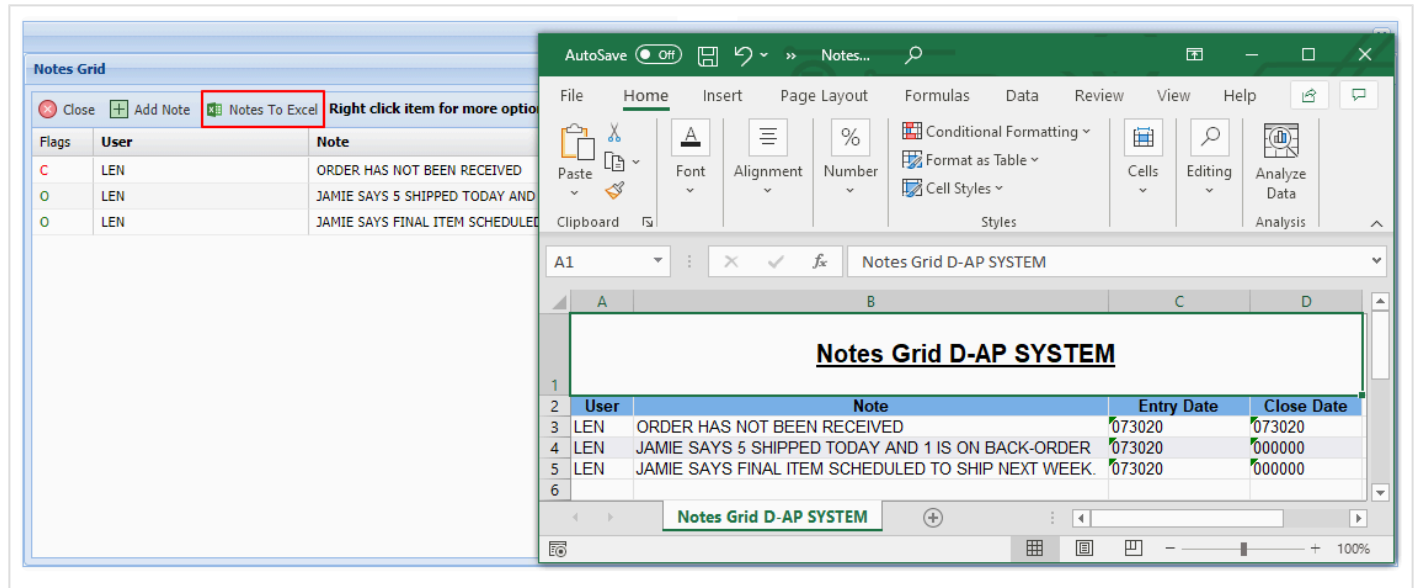 Notes Grid
Close Add Note Notes To Excel Right click item for more optio
Flags User Note
C LEN ORDER HAS NOT BEEN RECEIVED
O LEN JAMIE SAYS 5 SHIPPED TODAY AND
O LEN JAMIE SAYS FINAL ITEM SCHEDULED
AutoSave Off » Notes...
File Home Insert Page Layout Formulas Data Review View Help
Paste Font Alignment % Number Conditional Formatting Format as Table Cell Styles Cells Editing Analyze Data
Clipboard Styles Analysis
A1 fx Notes Grid D-AP SYSTEM
A B C D
1 Notes Grid D-AP SYSTEM
2 User Note Entry Date Close Date
3 LEN ORDER HAS NOT BEEN RECEIVED 073020 073020
4 LEN JAMIE SAYS 5 SHIPPED TODAY AND 1 IS ON BACK-ORDER 073020 000000
5 LEN JAMIE SAYS FINAL ITEM SCHEDULED TO SHIP NEXT WEEK. 073020 000000
6
Notes Grid D-AP SYSTEM
100%